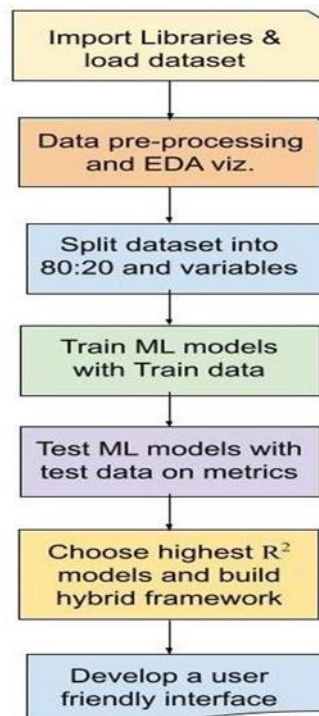 Import Libraries &
load dataset
Data pre-processing
and EDA viz.
Split dataset into
80:20 and variables
Train ML models
with Train data
Test ML models with
test data on metrics
Choose highest R²
models and build
hybrid framework
Develop a user
friendly interface